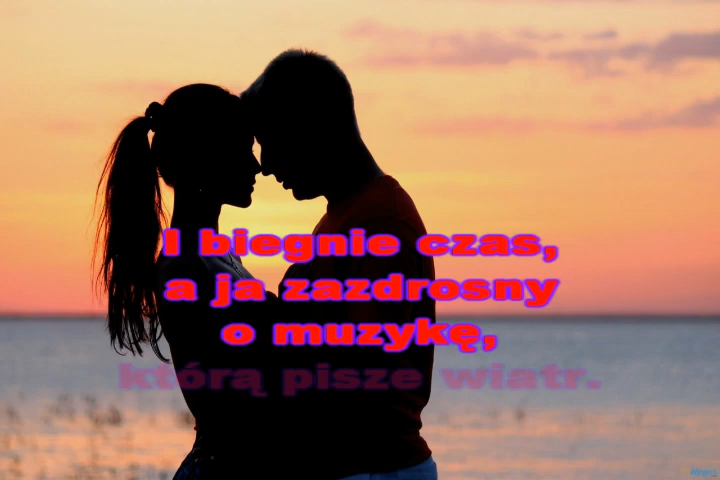 I biegnie czas,
a ja zazdrosny
o muzykę,
którą pisze wiatr.